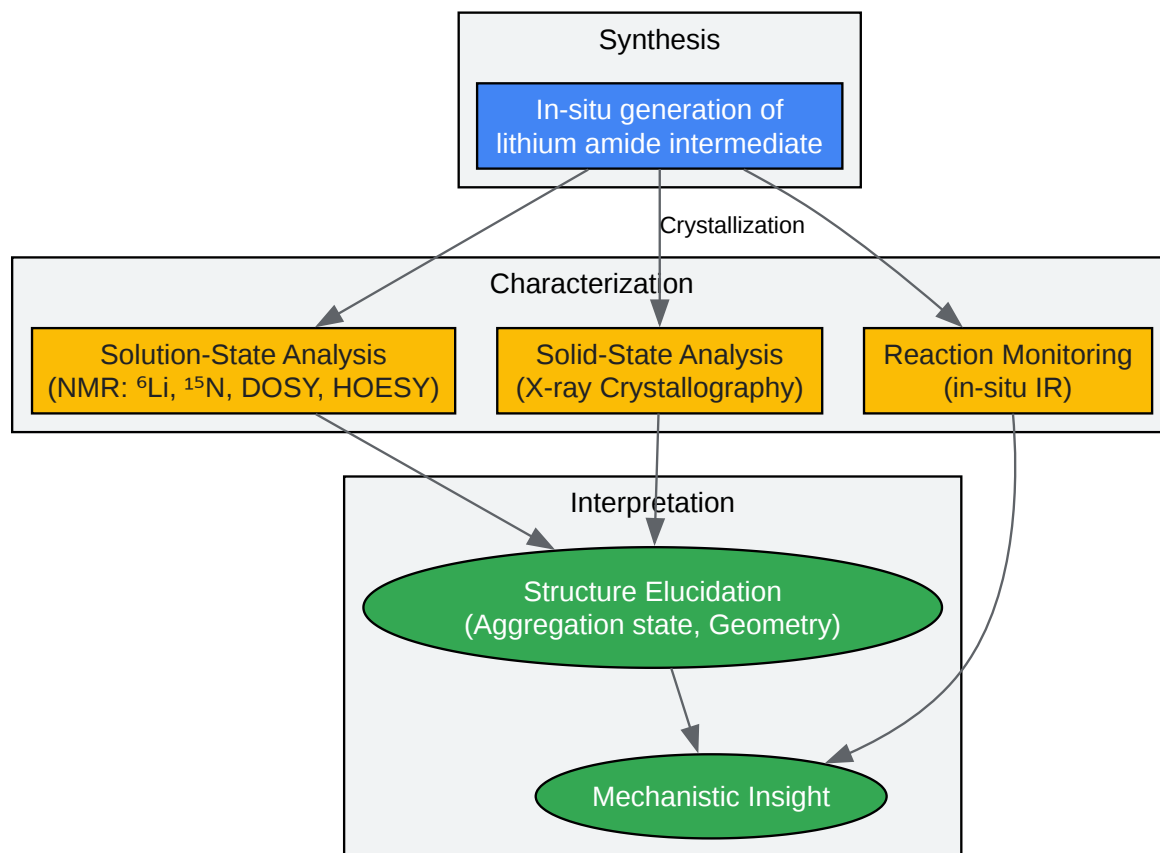 Synthesis
In-situ generation of
lithium amide intermediate
Crystallization
Characterization
Solution-State Analysis
(NMR: ⁶Li, ¹⁵N, DOSY, HOESY)
Solid-State Analysis
(X-ray Crystallography)
Reaction Monitoring
(in-situ IR)
Interpretation
Structure Elucidation
(Aggregation state, Geometry)
Mechanistic Insight